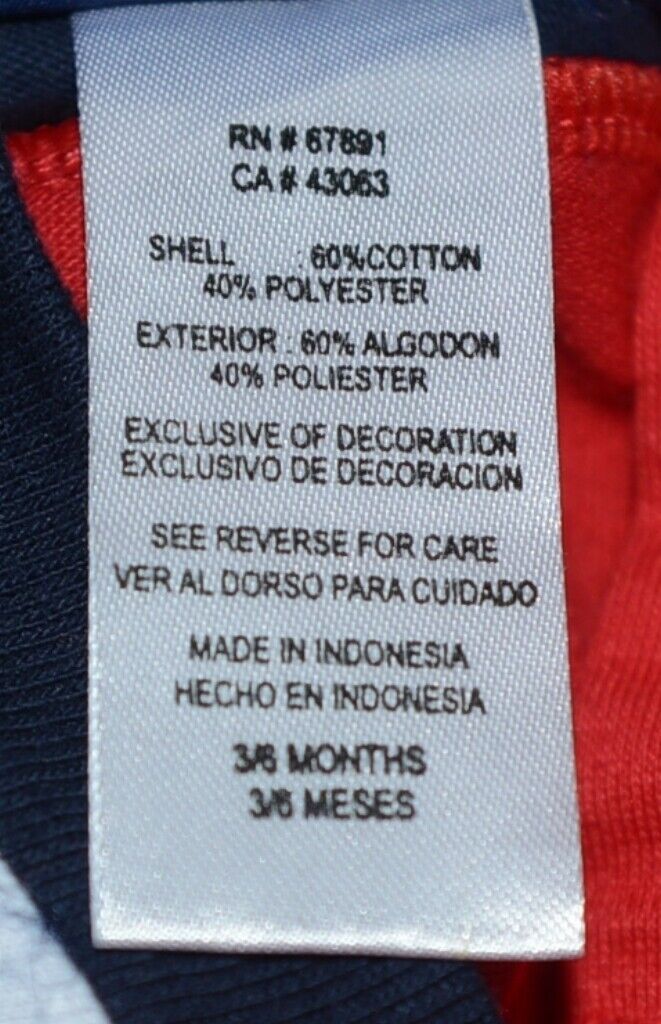 RN # 67891
CA # 43063
SHELL : 60%COTTON
40% POLYESTER
EXTERIOR : 60% ALGODON
40% POLIESTER
EXCLUSIVE OF DECORATION
EXCLUSIVO DE DECORACION
SEE REVERSE FOR CARE
VER AL DORSO PARA CUIDADO
MADE IN INDONESIA
HECHO EN INDONESIA
3/6 MONTHS
3/6 MESES